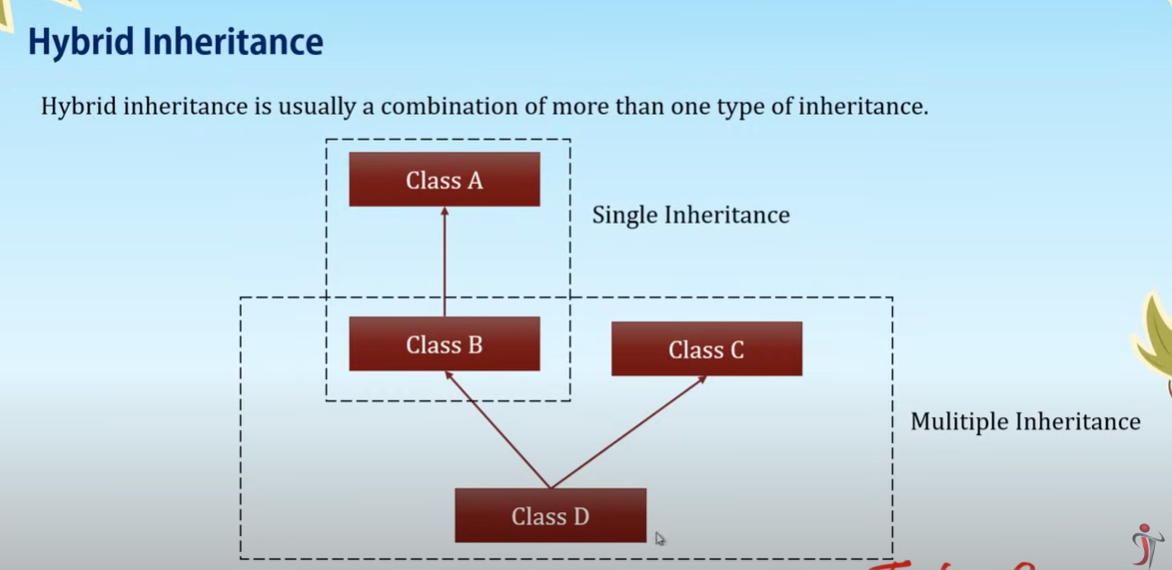 Hybrid Inheritance
Hybrid inheritance is usually a combination of more than one type of inheritance.
Class A
Single Inheritance
Class B
Class C
Mulitiple Inheritance
Class D